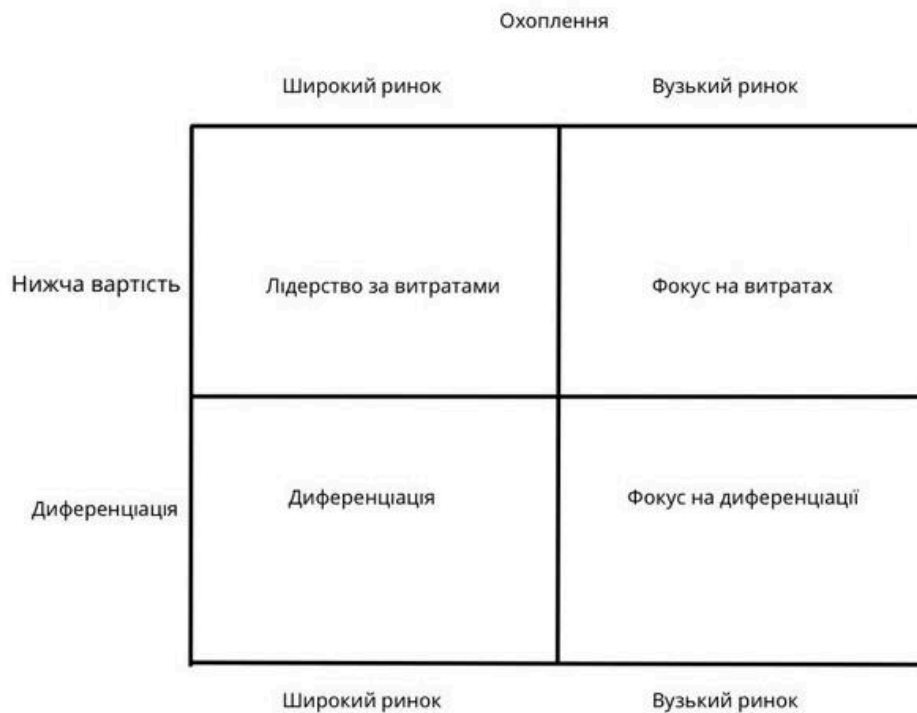 Охоплення
Широкий ринок Вузький ринок
Нижча вартість Лідерство за витратами Фокус на витратах
Диференціація Диференціація Фокус на диференціації
Широкий ринок Вузький ринок